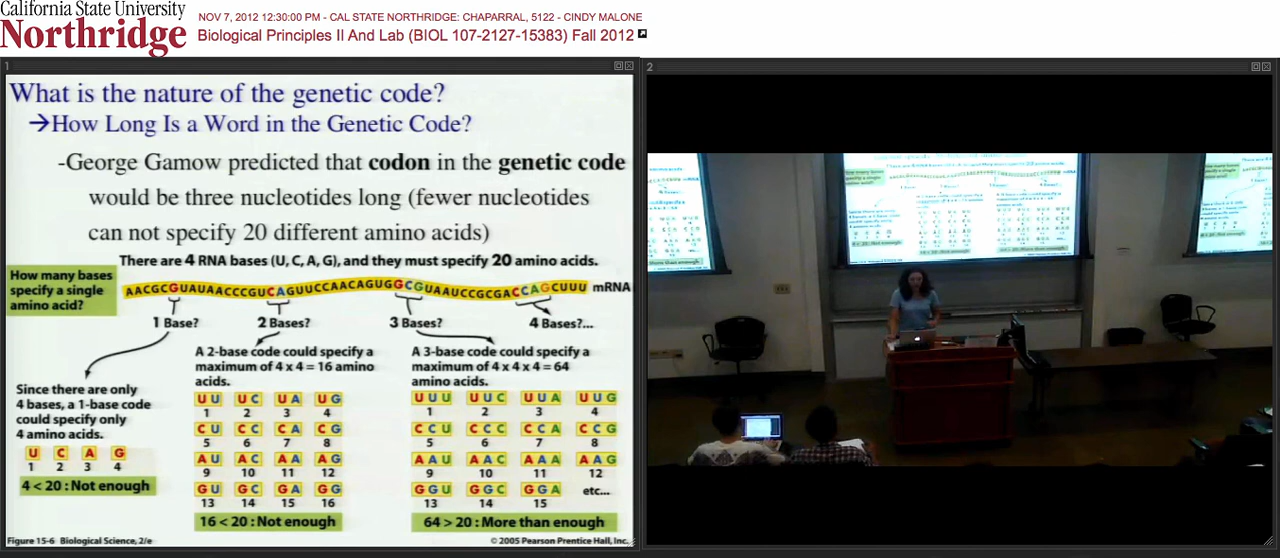 California State University
Northridge
NOV 7, 2012 12:30:00 PM - CAL STATE NORTHRIDGE: CHAPARRAL, 5122 - CINDY MALONE
Biological Principles II And Lab (BIOL 107-2127-15383) Fall 2012
1
2
What is the nature of the genetic code?
→How Long Is a Word in the Genetic Code?
-George Gamow predicted that codon in the genetic code
would be three nucleotides long (fewer nucleotides
can not specify 20 different amino acids)
There are 4 RNA bases (U, C, A, G), and they must specify 20 amino acids.
How many bases
specify a single
amino acid?
AACGCGUAUAACCCGUCAGUUCCAACAGUGGCGUAAUCCGCGACCAGCUUU mRNA
1 Base?
2 Bases?
3 Bases?
4 Bases?...
Since there are only
4 bases, a 1-base code
could specify only
4 amino acids.
U C A G
1 2 3 4
4 < 20 : Not enough
A 2-base code could specify a
maximum of 4 x 4 = 16 amino
acids.
UU UC UA UG
1 2 3 4
CU CC CA CG
5 6 7 8
AU AC AA AG
9 10 11 12
GU GC GA GG
13 14 15 16
16 < 20 : Not enough
A 3-base code could specify a
maximum of 4 x 4 x 4 = 64
amino acids.
UUU UUC UUA UUG
1 2 3 4
CCU CCC CCA CCG
5 6 7 8
AAU AAC AAA AAG
9 10 11 12
GGU GGC GGA etc...
13 14 15
64 > 20 : More than enough
Figure 15-6 Biological Science, 2/e
© 2005 Pearson Prentice Hall, Inc.